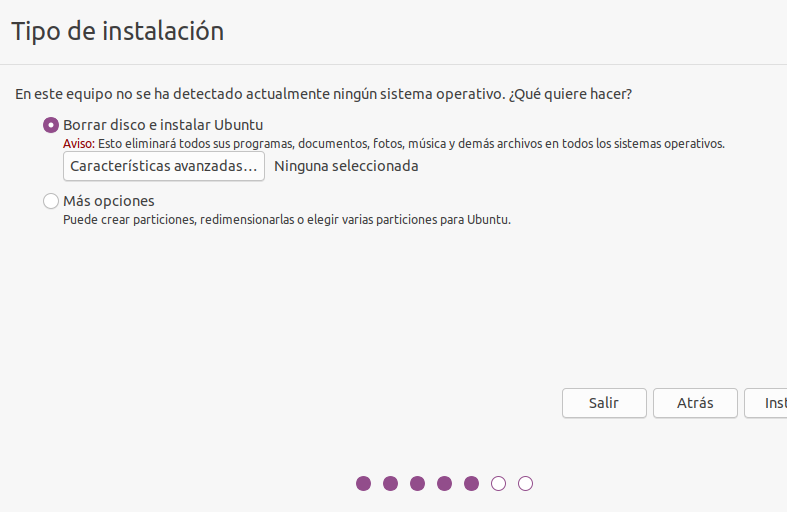 Tipo de instalación
En este equipo no se ha detectado actualmente ningún sistema operativo. ¿Qué quiere hacer?
Borrar disco e instalar Ubuntu
Aviso: Esto eliminará todos sus programas, documentos, fotos, música y demás archivos en todos los sistemas operativos.
Características avanzadas... Ninguna seleccionada
Más opciones
Puede crear particiones, redimensionarlas o elegir varias particiones para Ubuntu.
Salir Atrás